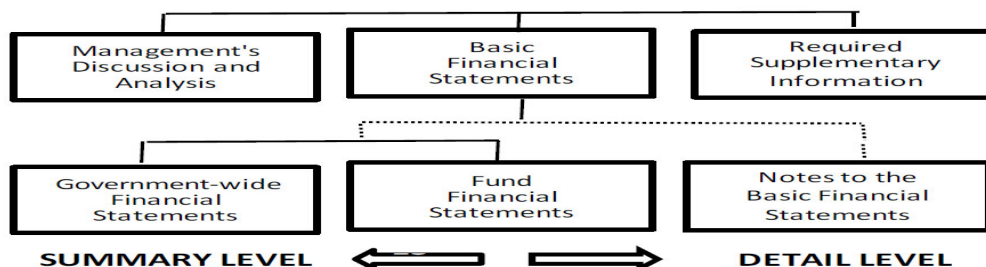 Management's
Discussion and
Analysis
Basic
Financial
Statements
Required
Supplementary
Information
Government-wide
Financial
Statements
Fund
Financial
Statements
Notes to the
Basic Financial
Statements
SUMMARY LEVEL
DETAIL LEVEL